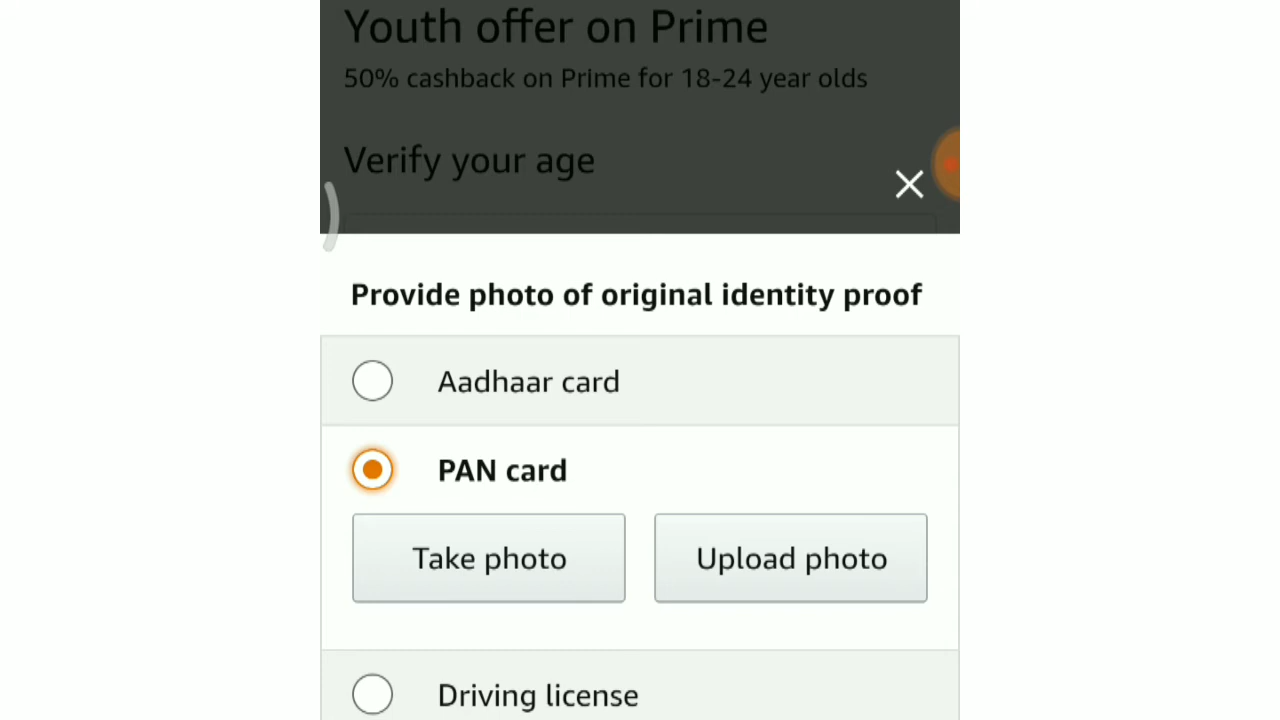 Youth offer on Prime
50% cashback on Prime for 18-24 year olds
Verify your age
Provide photo of original identity proof
Aadhaar card
PAN card
Take photo Upload photo
Driving license